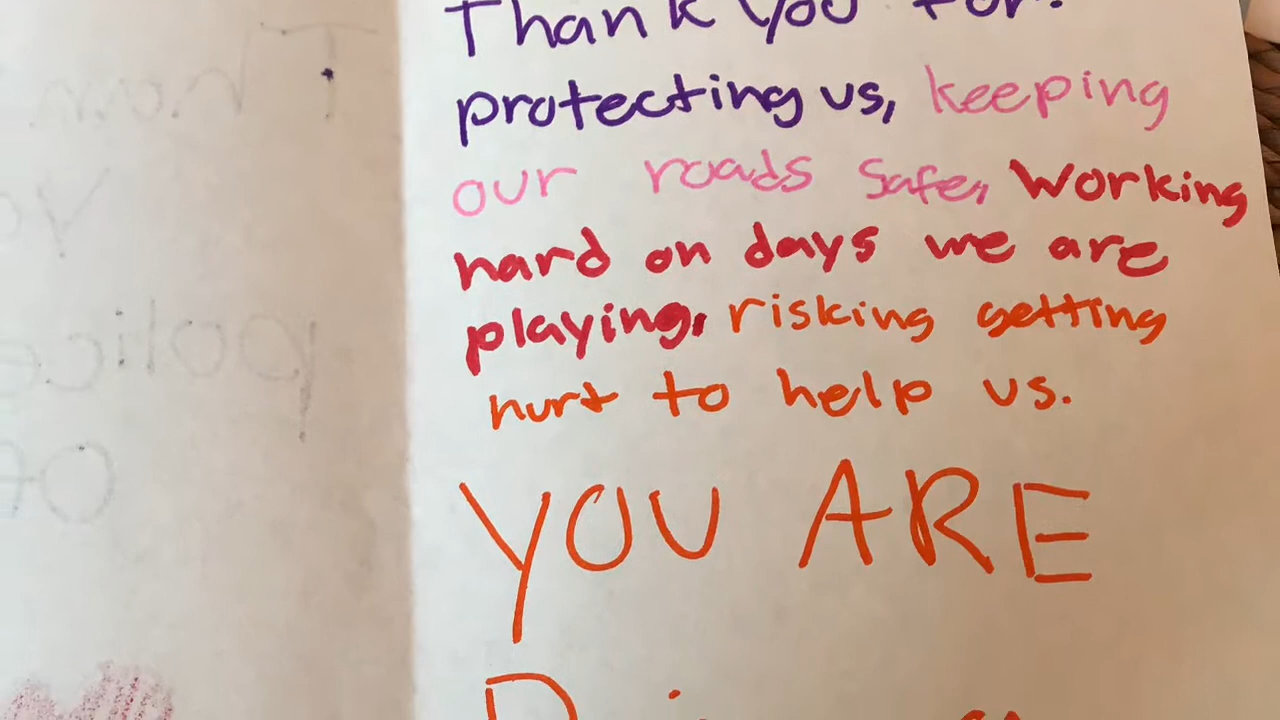 Thank You for:
protecting us, keeping
our roads safe, Working
hard on days we are
playing, risking getting
hurt to help us.
YOU ARE